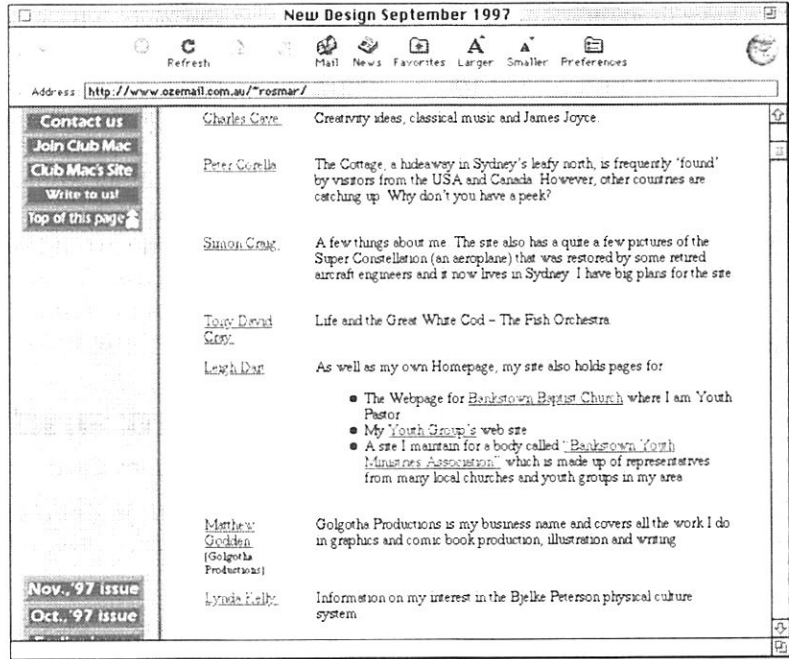 New Design September 1997
Refresh Mail News Favorites Larger Smaller Preferences
Address: http://www.ozemail.com.au/~rosmar/
Contact us
Join Club Mac
Club Mac's Site
Write to us!
Top of this page
Charles Cave Creativity ideas, classical music and James Joyce.
Peter Corella The Cottage, a hideaway in Sydney's leafy north, is frequently 'found'
by visitors from the USA and Canada. However, other countries are
catching up. Why don't you have a peek?
Simon Craig A few things about me. The site also has a quite a few pictures of the
Super Constellation (an aeroplane) that was restored by some retired
aircraft engineers and it now lives in Sydney. I have big plans for the site
Tony David Life and the Great White Cod – The Fish Orchestra
Gray
Leigh Dart As well as my own Homepage, my site also holds pages for
The Webpage for Bankstown Baptist Church where I am Youth
Pastor
My Youth Group's web site
A site I maintain for a body called "Bankstown Youth
Ministries Association" which is made up of representatives
from many local churches and youth groups in my area
Matthew Golgotha Productions is my business name and covers all the work I do
Godden in graphics and comic book production, illustration and writing
(Golgotha
Productions)
Lynda Kelly Information on my interest in the Bjelke Peterson physical culture
system
Nov., '97 issue
Oct., '97 issue